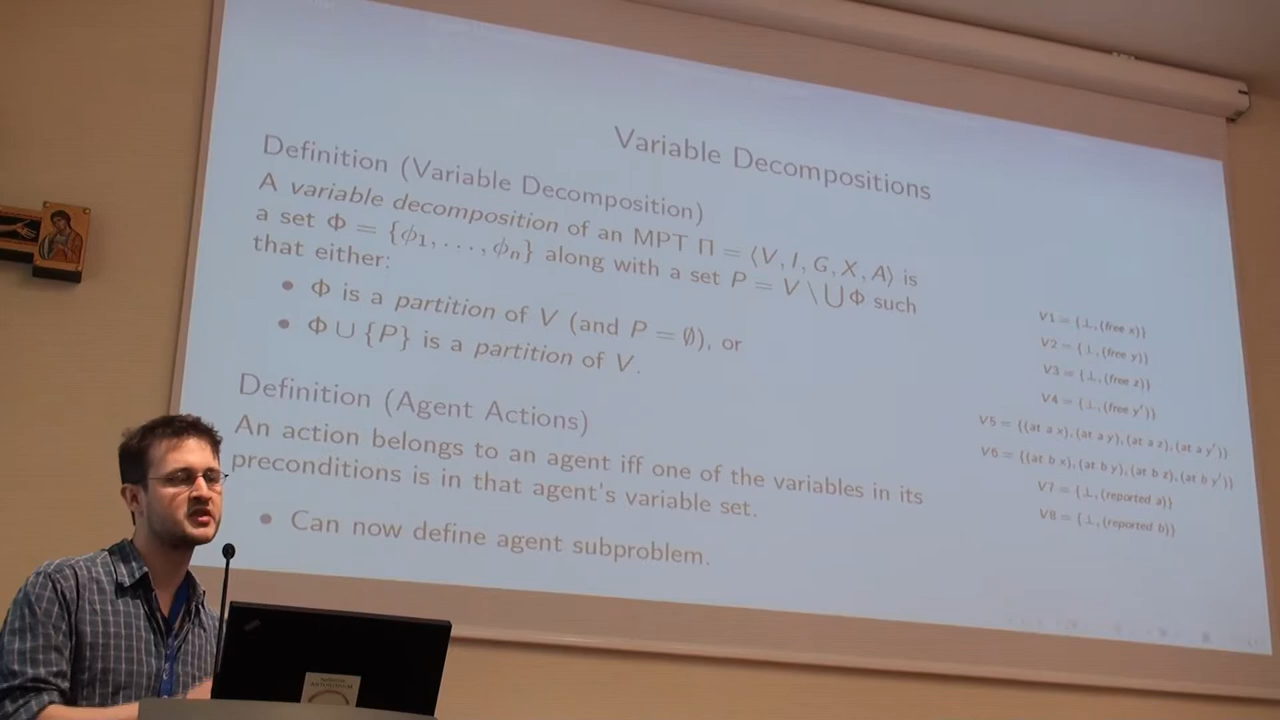 Variable Decompositions
Definition (Variable Decomposition)
A variable decomposition of an MPT Π = ⟨V, I, G, X, A⟩ is
a set Φ = {ϕ₁, . . . , ϕₙ} along with a set P = V \ ⋃ Φ such
that either:
• Φ is a partition of V (and P = ∅), or
• Φ ∪ {P} is a partition of V.
Definition (Agent Actions)
An action belongs to an agent iff one of the variables in its
preconditions is in that agent's variable set.
• Can now define agent subproblem.
V1 = {⊥, (free x)}
V2 = {⊥, (free y)}
V3 = {⊥, (free z)}
V4 = {⊥, (free y′)}
V5 = {(at a x), (at a y), (at a z), (at a y′)}
V6 = {(at b x), (at b y), (at b z), (at b y′)}
V7 = {⊥, (reported a)}
V8 = {⊥, (reported b)}
ANTONIANUM